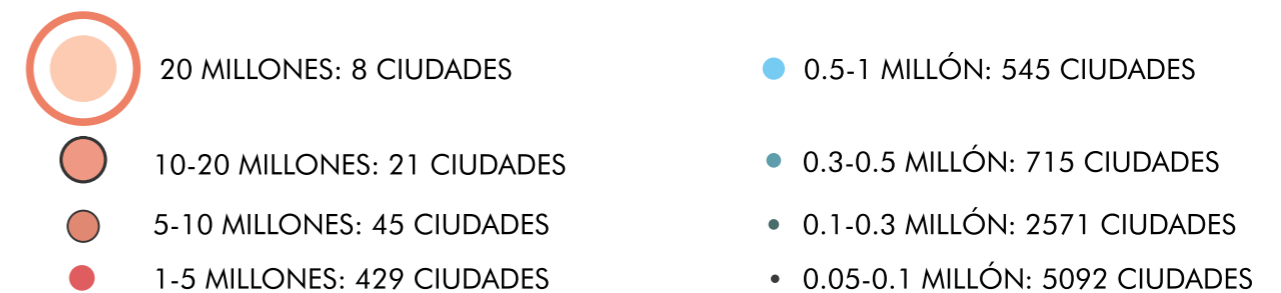 20 MILLONES: 8 CIUDADES
10-20 MILLONES: 21 CIUDADES
5-10 MILLONES: 45 CIUDADES
1-5 MILLONES: 429 CIUDADES
0.5-1 MILLÓN: 545 CIUDADES
0.3-0.5 MILLÓN: 715 CIUDADES
0.1-0.3 MILLÓN: 2571 CIUDADES
0.05-0.1 MILLÓN: 5092 CIUDADES